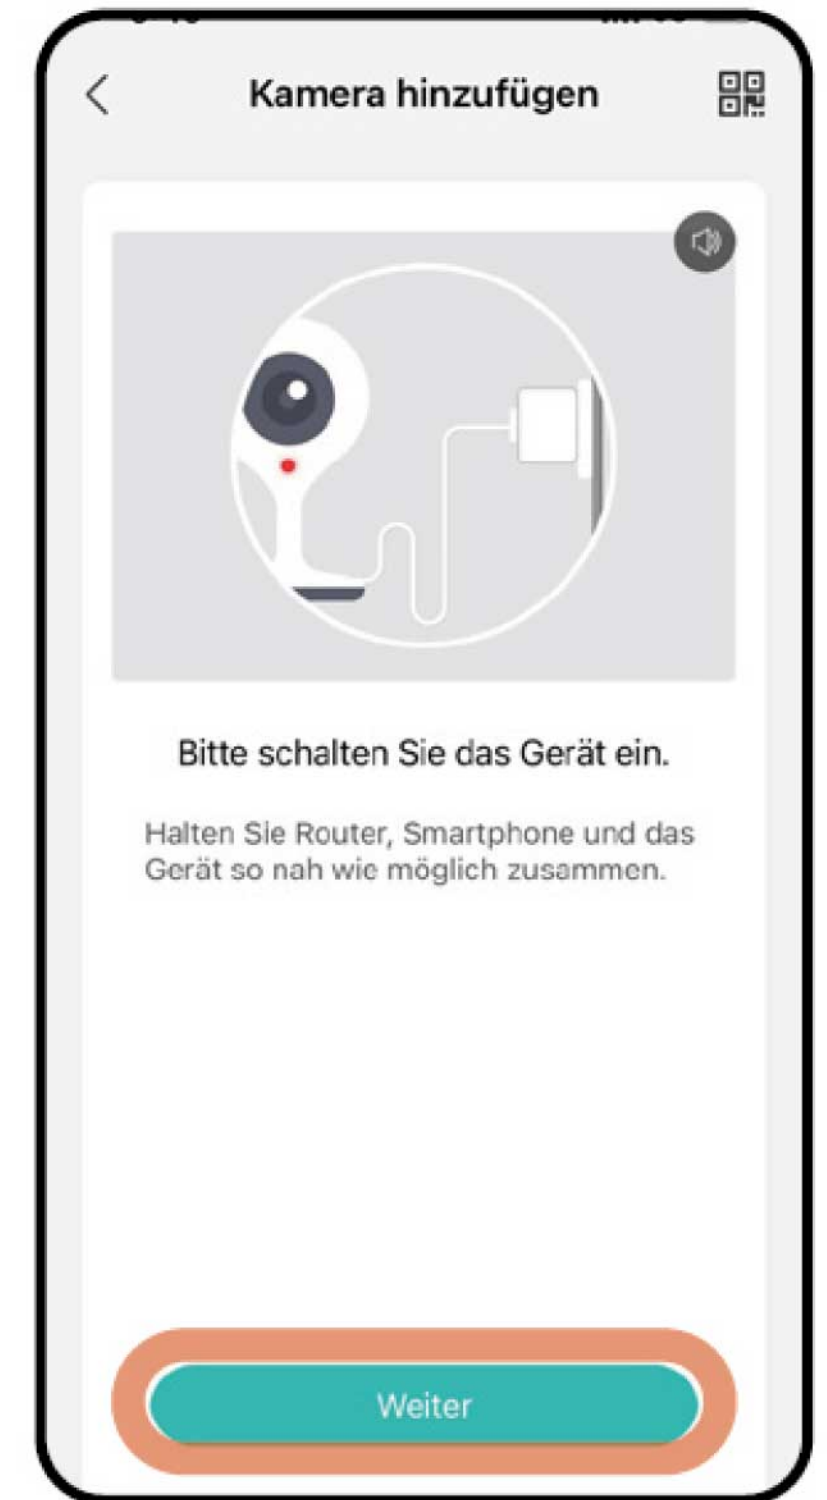 Kamera hinzufügen
Bitte schalten Sie das Gerät ein.
Halten Sie Router, Smartphone und das
Gerät so nah wie möglich zusammen.
Weiter